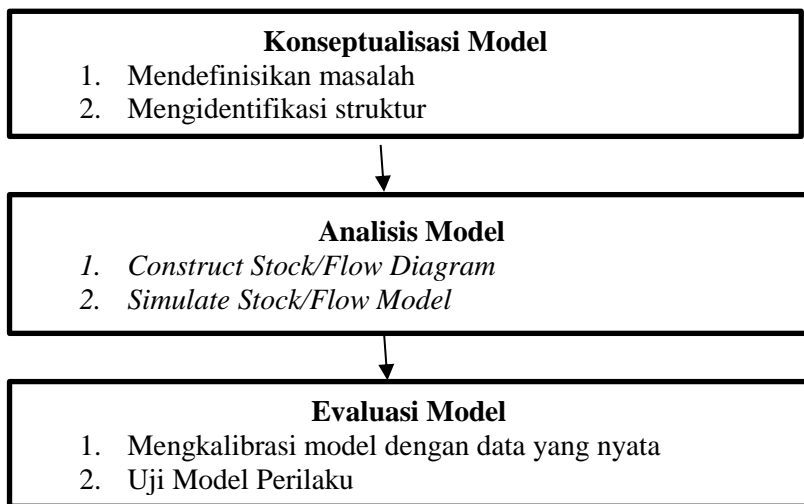 Konseptualisasi Model
1. Mendefinisikan masalah
2. Mengidentifikasi struktur
Analisis Model
1. Construct Stock/Flow Diagram
2. Simulate Stock/Flow Model
Evaluasi Model
1. Mengkalibrasi model dengan data yang nyata
2. Uji Model Perilaku